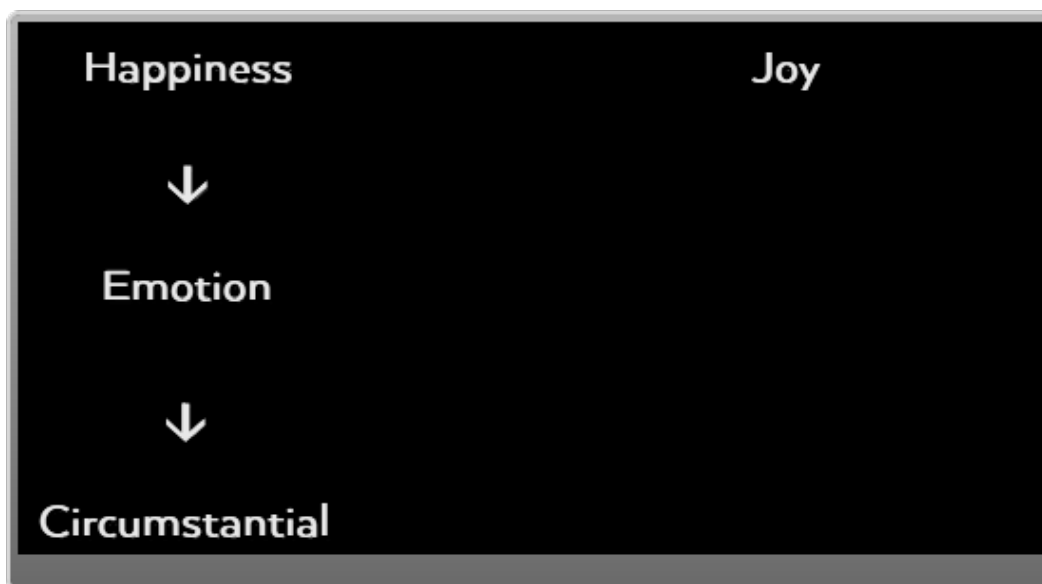 Happiness Joy
↓
Emotion
↓
Circumstantial